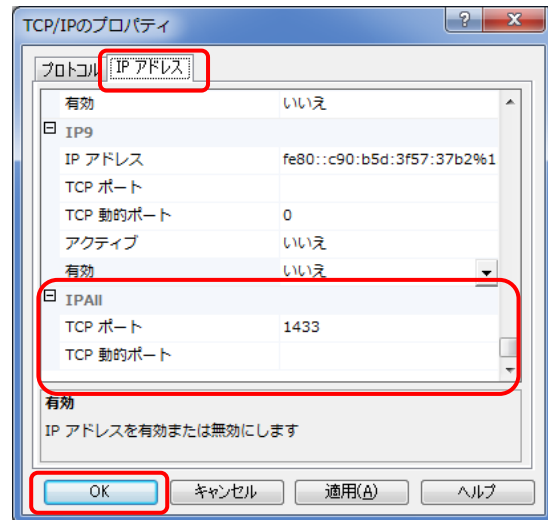 TCP/IPのプロパティ
プロトコル IP アドレス
有効 いいえ
IP9
IP アドレス fe80::c90:b5d:3f57:37b2%1
TCP ポート
TCP 動的ポート 0
アクティブ いいえ
有効 いいえ
IPAll
TCP ポート 1433
TCP 動的ポート
有効
IP アドレスを有効または無効にします
OK キャンセル 適用(A) ヘルプ